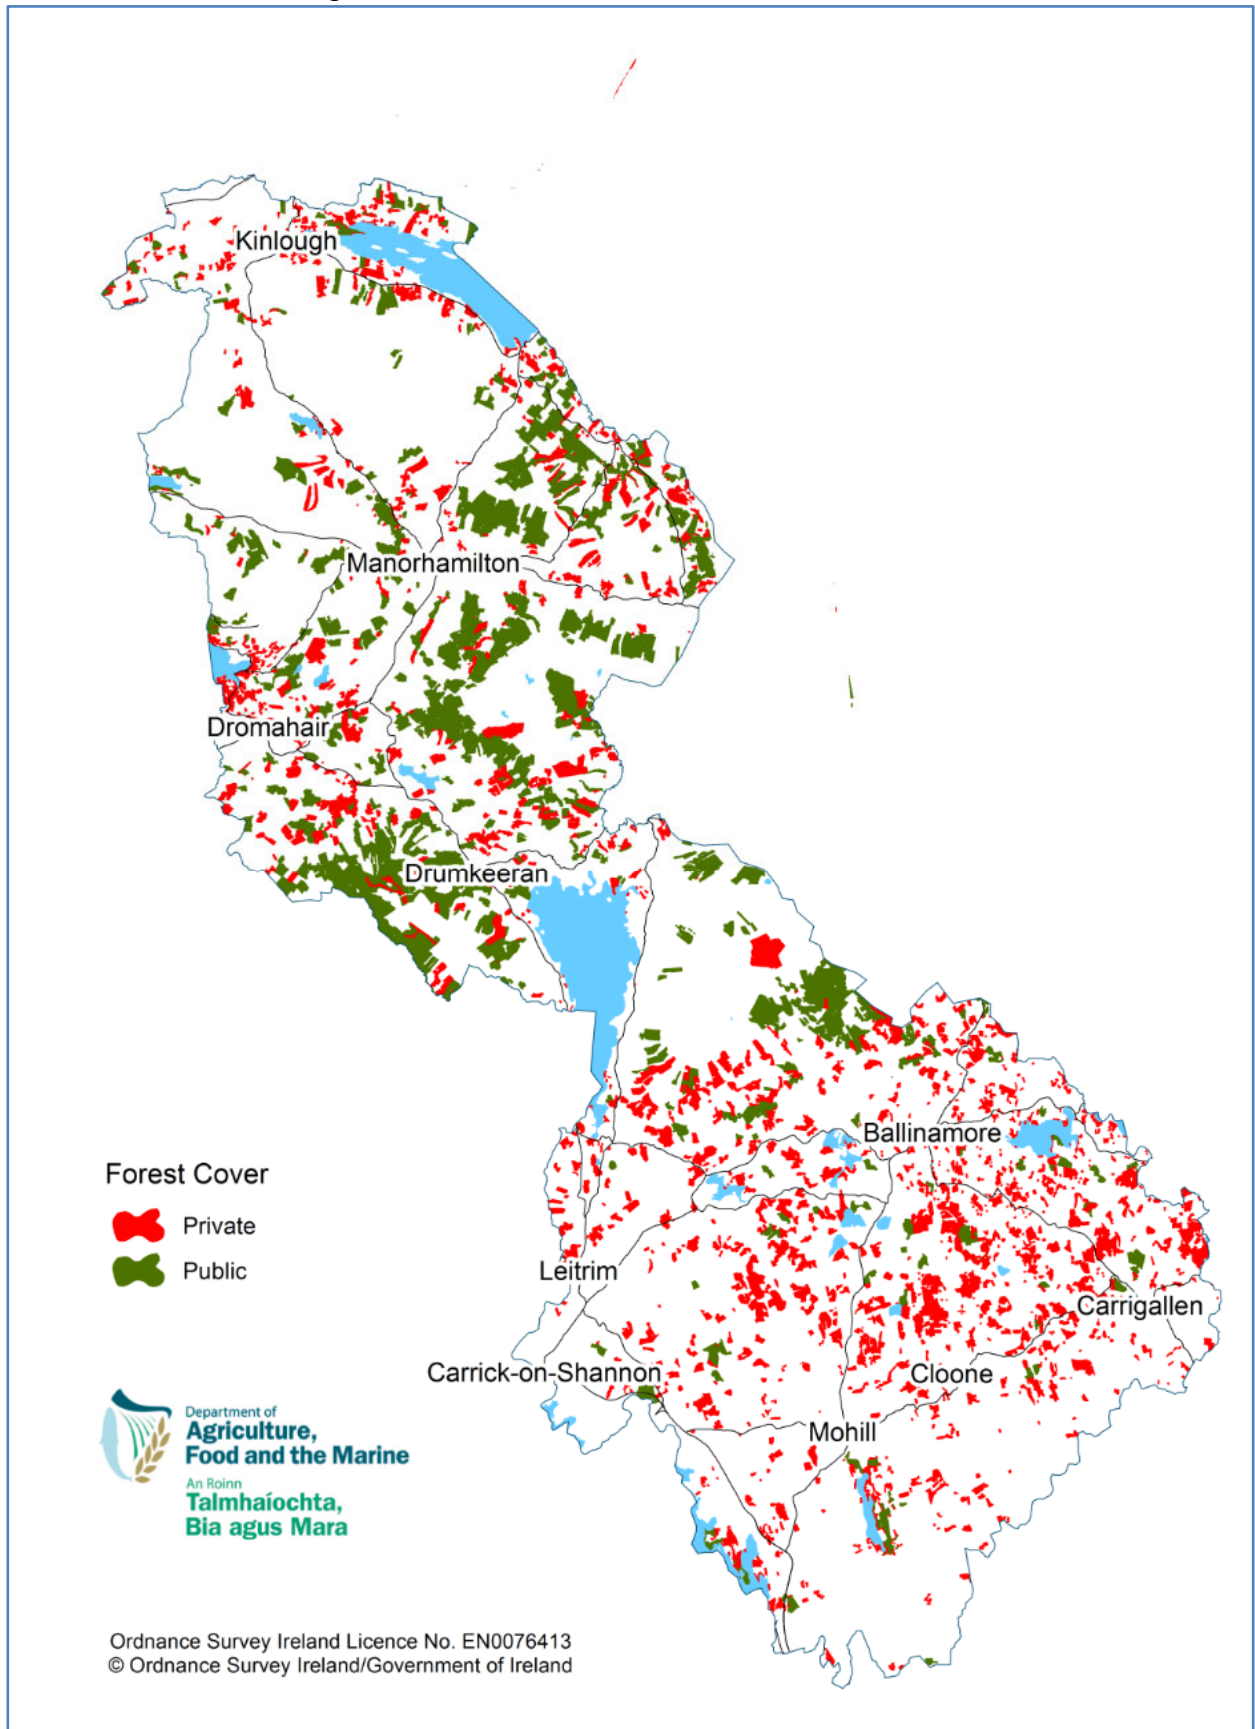 Kinlough
Manorhamilton
Dromahair
Drumkeeran
Ballinamore
Forest Cover
Private
Public
Leitrim
Carrigallen
Carrick-on-Shannon
Cloone
Mohill
Department of
Agriculture,
Food and the Marine
An Roinn
Talmhaíochta,
Bia agus Mara
Ordnance Survey Ireland Licence No. EN0076413
© Ordnance Survey Ireland/Government of Ireland